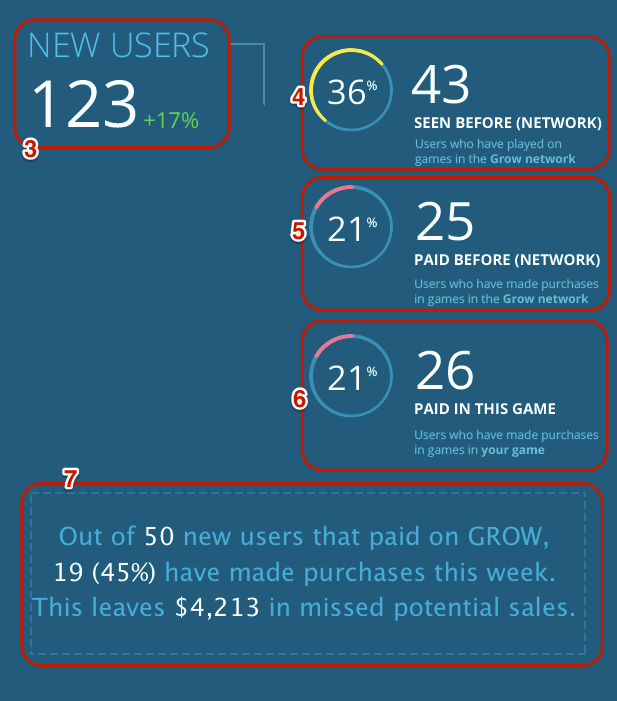 NEW USERS
123 +17%
3
4
36%
43
SEEN BEFORE (NETWORK)
Users who have played on
games in the Grow network
5
21%
25
PAID BEFORE (NETWORK)
Users who have made purchases
in games in the Grow network
6
21%
26
PAID IN THIS GAME
Users who have made purchases
in games in your game
7
Out of 50 new users that paid on GROW,
19 (45%) have made purchases this week.
This leaves $4,213 in missed potential sales.